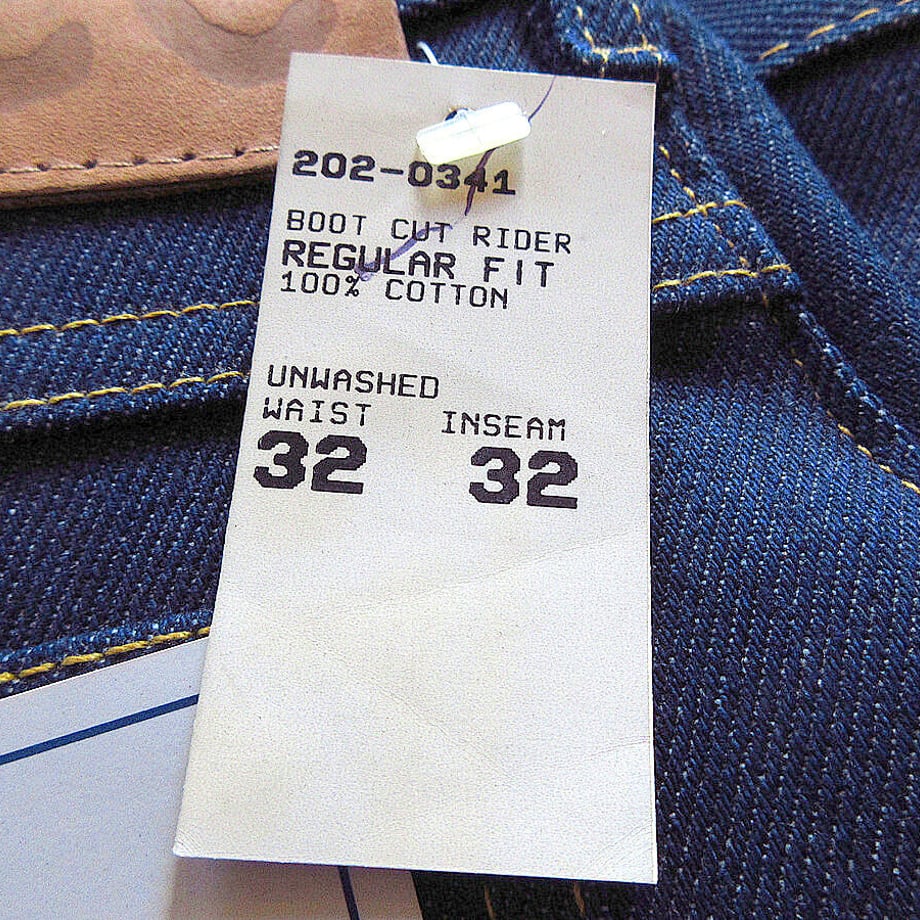 202-0341
BOOT CUT RIDER
REGULAR FIT
100% COTTON
UNWASHED
WAIST INSEAM
32 32